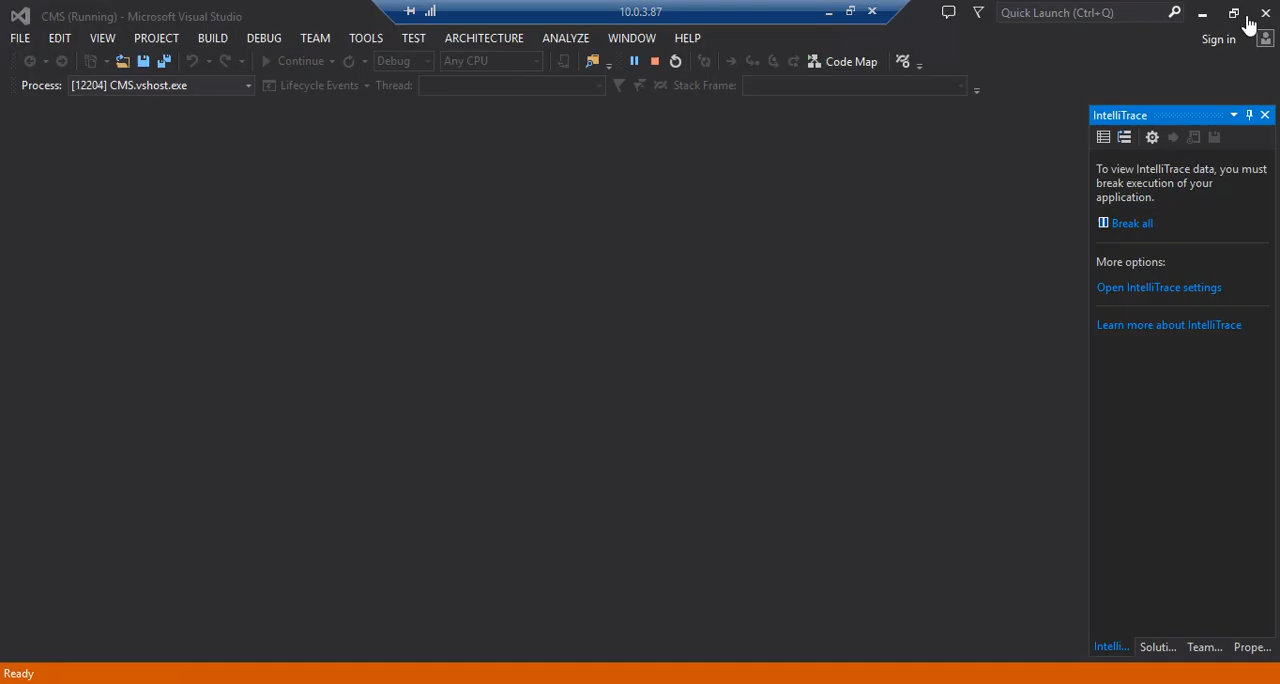 CMS (Running) - Microsoft Visual Studio
10.0.3.87
Quick Launch (Ctrl+Q)
FILE EDIT VIEW PROJECT BUILD DEBUG TEAM TOOLS TEST ARCHITECTURE ANALYZE WINDOW HELP
Sign in
Continue Debug Any CPU Code Map
Process: [12204] CMS.vshost.exe Lifecycle Events Thread: Stack Frame:
IntelliTrace
To view IntelliTrace data, you must
break execution of your
application.
Break all
More options:
Open IntelliTrace settings
Learn more about IntelliTrace
Intelli... Soluti... Team... Prope...
Ready